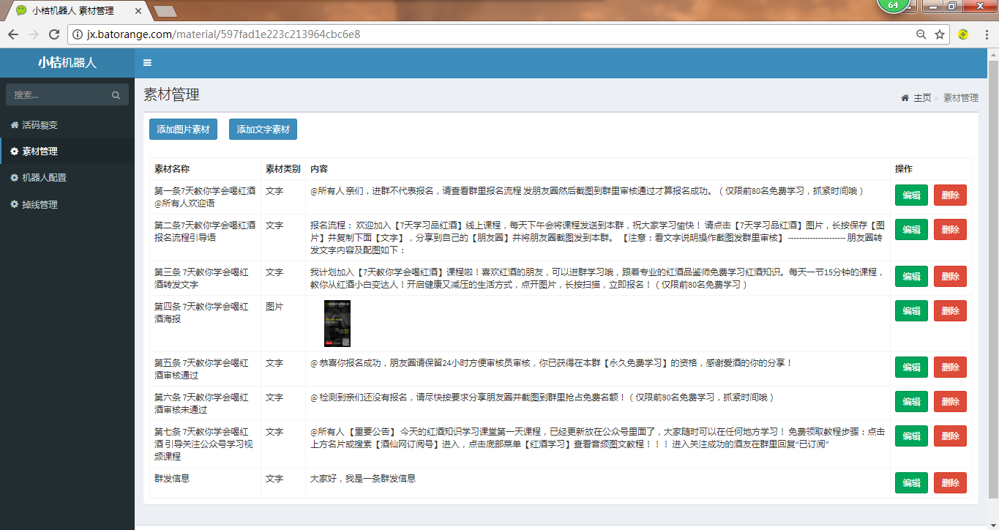 小桔机器人 素材管理
64
jx.batorange.com/material/597fad1e223c213964cbc6e8
小桔机器人
搜索...
活码裂变
素材管理
机器人配置
掉线管理
素材管理
主页 > 素材管理
添加图片素材 添加文字素材
素材名称 素材类别 内容 操作
第一条7天教你学会喝红酒 文字 @所有人 亲们，进群不代表报名，请查看群里报名流程 发朋友圈然后截图到群里审核通过才算报名成功。（仅限前80名免费学习，抓紧时间哦） 编辑 删除
@所有人欢迎语
第二条7天教你学会喝红酒 文字 报名流程： 欢迎加入【7天学习品红酒】线上课程，每天下午会将课程发送到本群，祝大家学习愉快！ 请点击【7天学习品红酒】图片，长按保存【图 编辑 删除
报名流程引导语 片】并复制下面【文字】，分享到自己的【朋友圈】并将朋友圈截图发到本群。 【注意：看文字说明操作截图发群里审核】 --------------------- 朋友圈转
发文字内容及配图如下：
第三条 7天教你学会喝红 文字 我计划加入【7天教你学会喝红酒】课程啦！喜欢红酒的朋友，可以进群学习哦，跟着专业的红酒品鉴师免费学习红酒知识。每天一节15分钟的课程， 编辑 删除
酒转发文字 教你从红酒小白变达人！开启健康又减压的生活方式，点开图片，长按扫描，立即报名！（仅限前80名免费学习）
第四条 7天教你学会喝红 图片 编辑 删除
酒海报
第五条 7天教你学会喝红 文字 @ 恭喜你报名成功，朋友圈请保留24小时方便审核员审核，你已获得在本群【永久免费学习】的资格，感谢爱酒的你的分享！ 编辑 删除
酒审核通过
第六条 7天教你学会喝红 文字 @ 检测到亲们还没有报名，请尽快按要求分享朋友圈并截图到群里抢占免费名额！（仅限前80名免费学习，抓紧时间哦） 编辑 删除
酒审核未通过
第七条 7天教你学会喝红 文字 @所有人 【重要公告】 今天的红酒知识学习课堂第一天课程，已经更新放在公众号里面了，大家随时可以在任何地方学习！ 免费领取教程步骤：点击 编辑 删除
酒 引导关注公众号学习视 上方名片或搜索【酒仙网订阅号】进入，点击底部菜单【红酒学习】查看音频图文教程！！！ 进入关注成功的酒友在群里回复“已订阅”
频课程
群发信息 文字 大家好，我是一条群发信息 编辑 删除